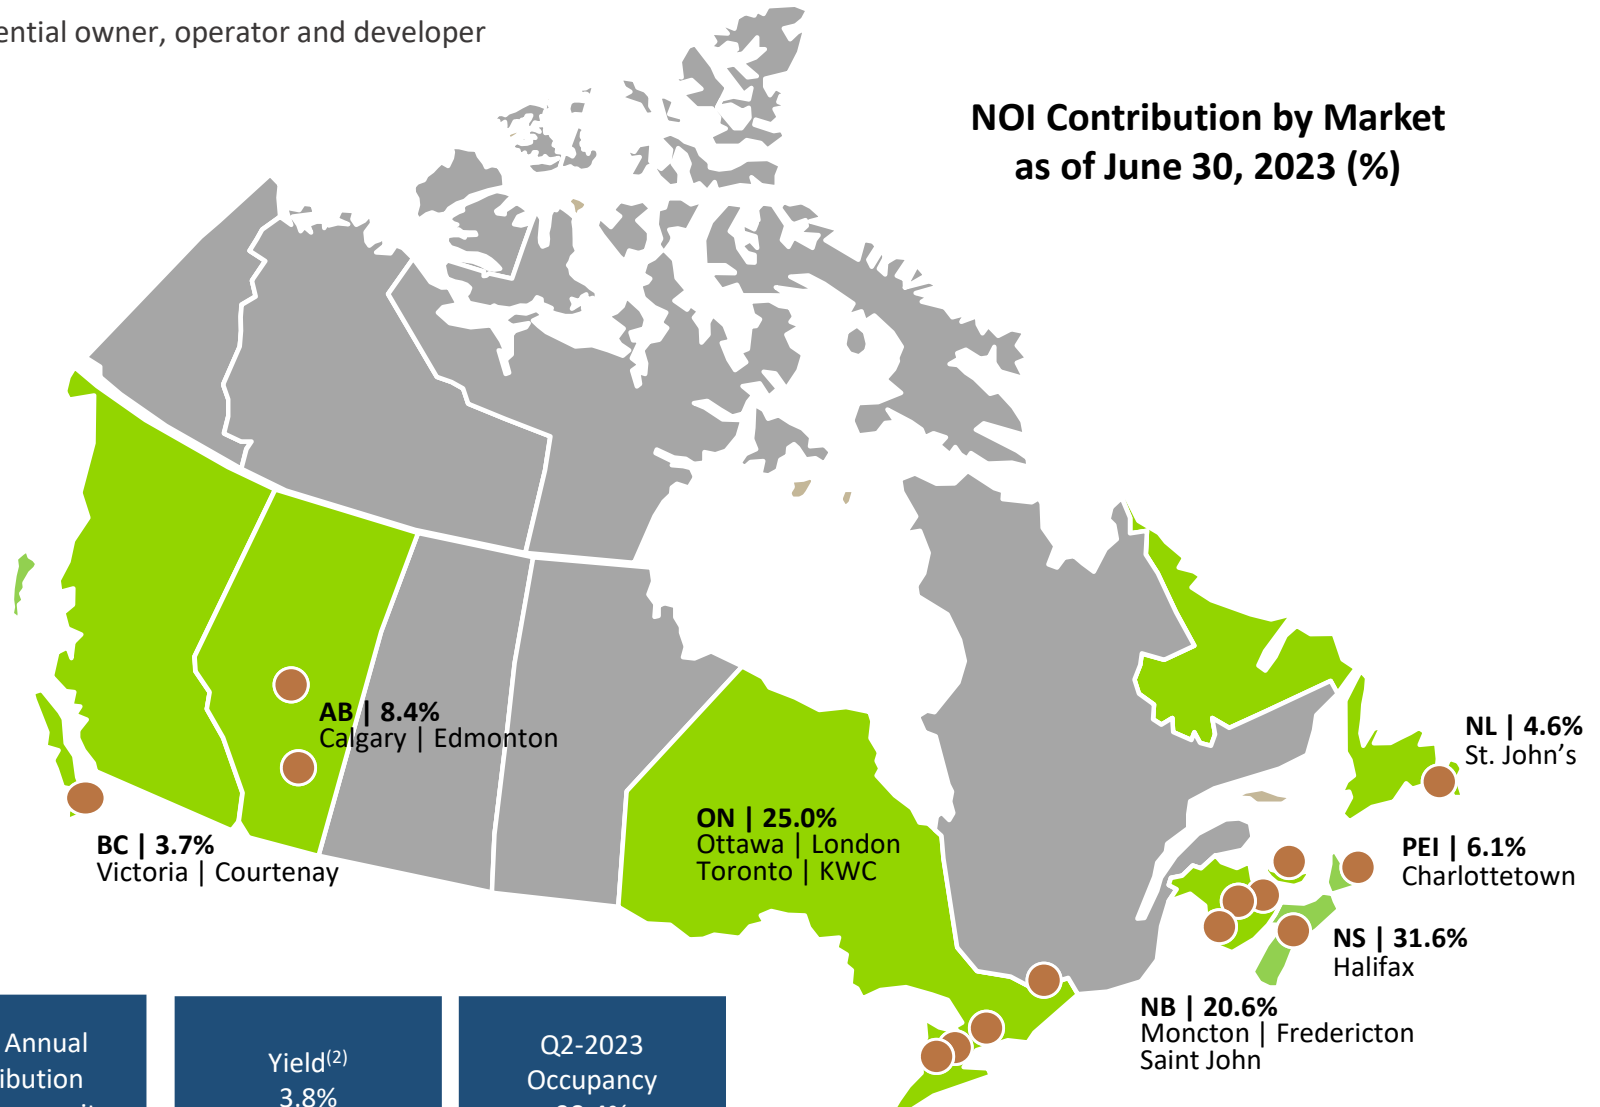 owner, operator and developer
NOI Contribution by Market
as of June 30, 2023 (%)
AB | 8.4%
Calgary | Edmonton
BC | 3.7%
Victoria | Courtenay
ON | 25.0%
Ottawa | London
Toronto | KWC
NL | 4.6%
St. John’s
PEI | 6.1%
Charlottetown
NS | 31.6%
Halifax
NB | 20.6%
Moncton | Fredericton
Saint John
Annual
Yield(2)
3.8%
Q2-2023
Occupancy